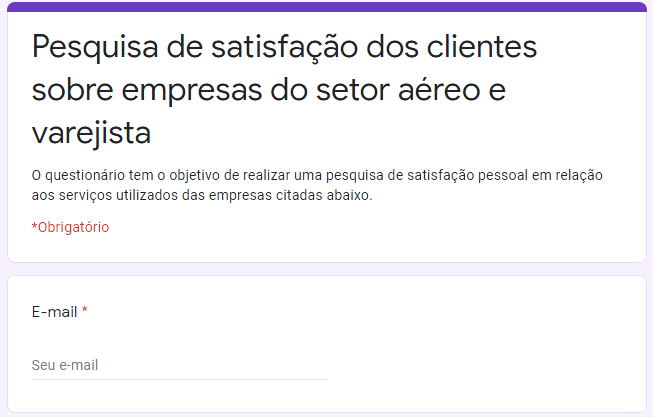 Pesquisa de satisfação dos clientes
sobre empresas do setor aéreo e
varejista
O questionário tem o objetivo de realizar uma pesquisa de satisfação pessoal em relação
aos serviços utilizados das empresas citadas abaixo.
*Obrigatório
E-mail *
Seu e-mail